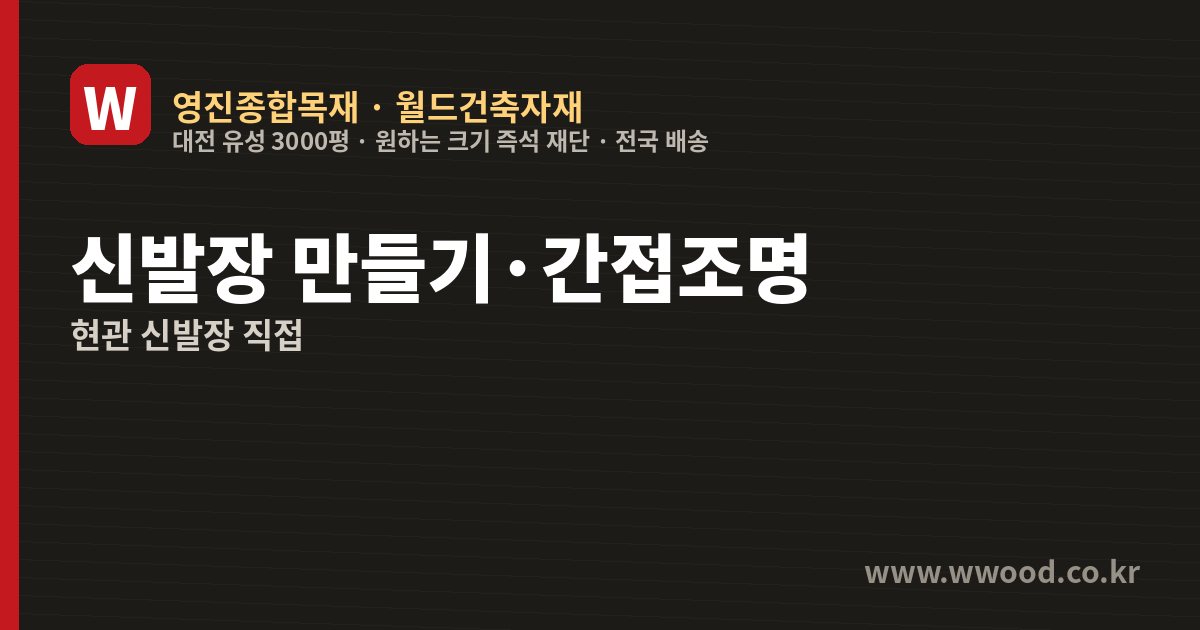 W
영진종합목재 · 월드건축자재
대전 유성 3000평 · 원하는 크기 즉석 재단 · 전국 배송
신발장 만들기·간접조명
현관 신발장 직접
www.wwood.co.kr